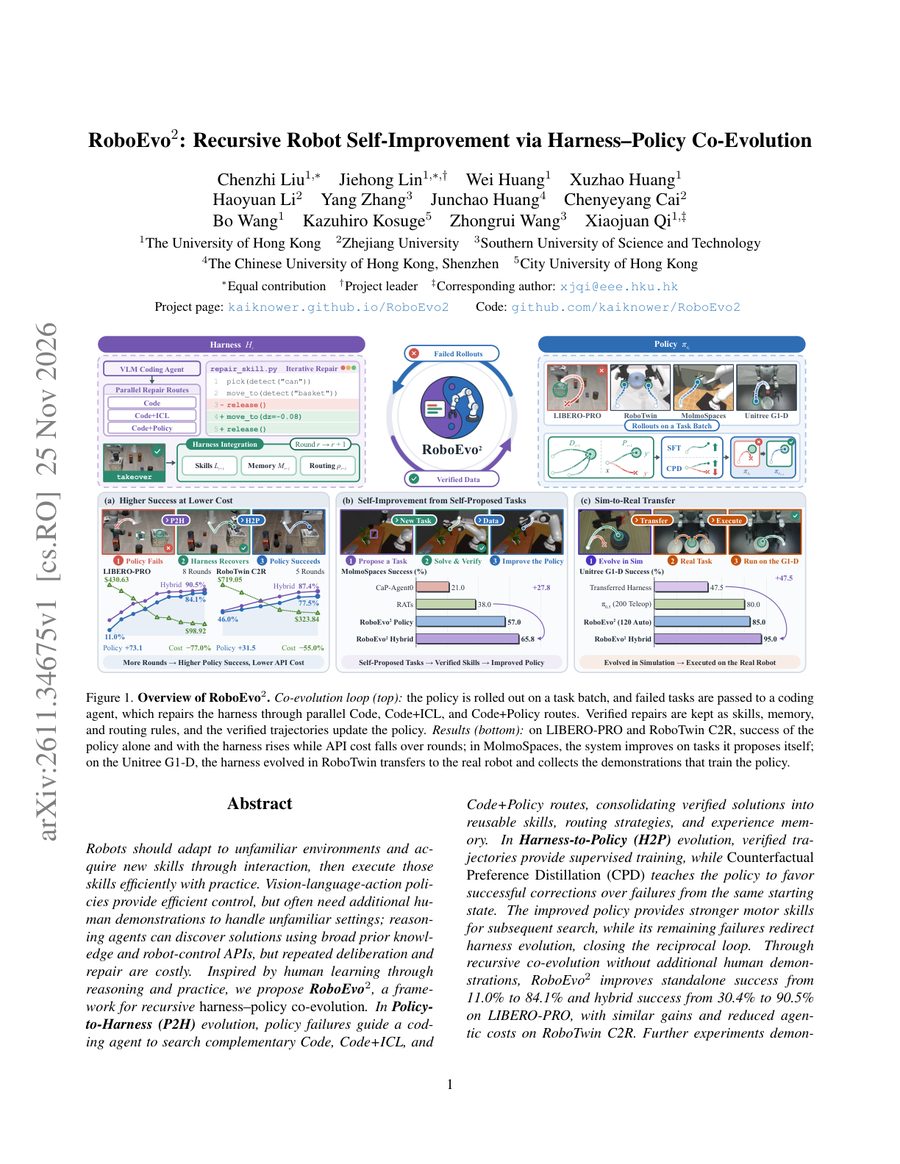 RoboEvo²: Recursive Robot Self-Improvement via Harness–Policy Co-Evolution
Chenzhi Liu1,∗ Jiehong Lin1,∗,† Wei Huang1 Xuzhao Huang1
Haoyuan Li2 Yang Zhang3 Junchao Huang4 Chenyeyang Cai2
Bo Wang1 Kazuhiro Kosuge5 Zhongrui Wang3 Xiaojuan Qi1,‡
1The University of Hong Kong 2Zhejiang University 3Southern University of Science and Technology
4The Chinese University of Hong Kong, Shenzhen 5City University of Hong Kong
∗Equal contribution †Project leader ‡Corresponding author: xjqi@eee.hku.hk
Project page: kaiknower.github.io/RoboEvo2 Code: github.com/kaiknower/RoboEvo2
arXiv:2611.34675v1 [cs.RO] 25 Nov 2026
Harness H
VLM Coding Agent
Parallel Repair Routes
Code
Code+ICL
Code+Policy
repair_skill.py Iterative Repair
1 pick(detect("can"))
2 move_to(detect("basket"))
3 - release()
4 + move_to(dz=-0.08)
5 + release()
takeover
Harness Integration
Round r → r + 1
Skills
Memory
Routing
Failed Rollouts
RoboEvo²
Verified Data
Policy π
LIBERO-PRO RoboTwin MolmoSpaces Unitree G1-D
Rollouts on a Task Batch
SFT
CPD
(a) Higher Success at Lower Cost
P2H
H2P
1 Policy Fails 2 Harness Recovers 3 Policy Succeeds
LIBERO-PRO 8 Rounds RoboTwin C2R 5 Rounds
$430.63 Hybrid 90.5% $719.05 Hybrid 87.4%
84.1% 77.5%
11.0% $98.92 46.0% $323.84
Policy +73.1 Cost −77.0% Policy +31.5 Cost −55.0%
More Rounds → Higher Policy Success, Lower API Cost
(b) Self-Improvement from Self-Proposed Tasks
New Task
Data
1 Propose a Task 2 Solve & Verify 3 Improve the Policy
MolmoSpaces Success (%)
CaP-Agent0 21.0
+27.8
RATs 38.0
RoboEvo² Policy 57.0
RoboEvo² Hybrid 65.8
Self-Proposed Tasks → Verified Skills → Improved Policy
(c) Sim-to-Real Transfer
Transfer
Execute
1 Evolve in Sim 2 Real Task 3 Run on the G1-D
Unitree G1-D Success (%)
+47.5
Transferred Harness 47.5
(200 Teleop) 80.0
RoboEvo² (120 Auto) 85.0
RoboEvo² Hybrid 95.0
Evolved in Simulation → Executed on the Real Robot
Figure 1. Overview of RoboEvo². Co-evolution loop (top): the policy is rolled out on a task batch, and failed tasks are passed to a coding
agent, which repairs the harness through parallel Code, Code+ICL, and Code+Policy routes. Verified repairs are kept as skills, memory,
and routing rules, and the verified trajectories update the policy. Results (bottom): on LIBERO-PRO and RoboTwin C2R, success of the
policy alone and with the harness rises while API cost falls over rounds; in MolmoSpaces, the system improves on tasks it proposes itself;
on the Unitree G1-D, the harness evolved in RoboTwin transfers to the real robot and collects the demonstrations that train the policy.
Abstract
Robots should adapt to unfamiliar environments and ac-
quire new skills through interaction, then execute those
skills efficiently with practice. Vision-language-action poli-
cies provide efficient control, but often need additional hu-
man demonstrations to handle unfamiliar settings; reason-
ing agents can discover solutions using broad prior knowl-
edge and robot-control APIs, but repeated deliberation and
repair are costly. Inspired by human learning through
reasoning and practice, we propose RoboEvo², a frame-
work for recursive harness–policy co-evolution. In Policy-
to-Harness (P2H) evolution, policy failures guide a cod-
ing agent to search complementary Code, Code+ICL, and
Code+Policy routes, consolidating verified solutions into
reusable skills, routing strategies, and experience mem-
ory. In Harness-to-Policy (H2P) evolution, verified tra-
jectories provide supervised training, while Counterfactual
Preference Distillation (CPD) teaches the policy to favor
successful corrections over failures from the same starting
state. The improved policy provides stronger motor skills
for subsequent search, while its remaining failures redirect
harness evolution, closing the reciprocal loop. Through
recursive co-evolution without additional human demon-
strations, RoboEvo² improves standalone success from
11.0% to 84.1% and hybrid success from 30.4% to 90.5%
on LIBERO-PRO, with similar gains and reduced agen-
tic costs on RoboTwin C2R. Further experiments demon-
1